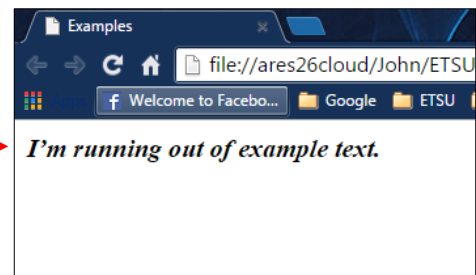 Examples
file://ares26cloud/John/ETSU
Welcome to Facebo... Google ETSU
I'm running out of example text.